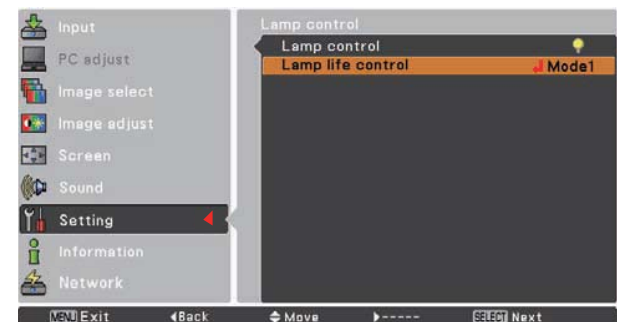 Input
PC adjust
Image select
Image adjust
Screen
Sound
Setting
Information
Network
Lamp control
Lamp control
Lamp life control Mode1
MENU Exit ◀Back ◆Move ▶----- SELECT Next